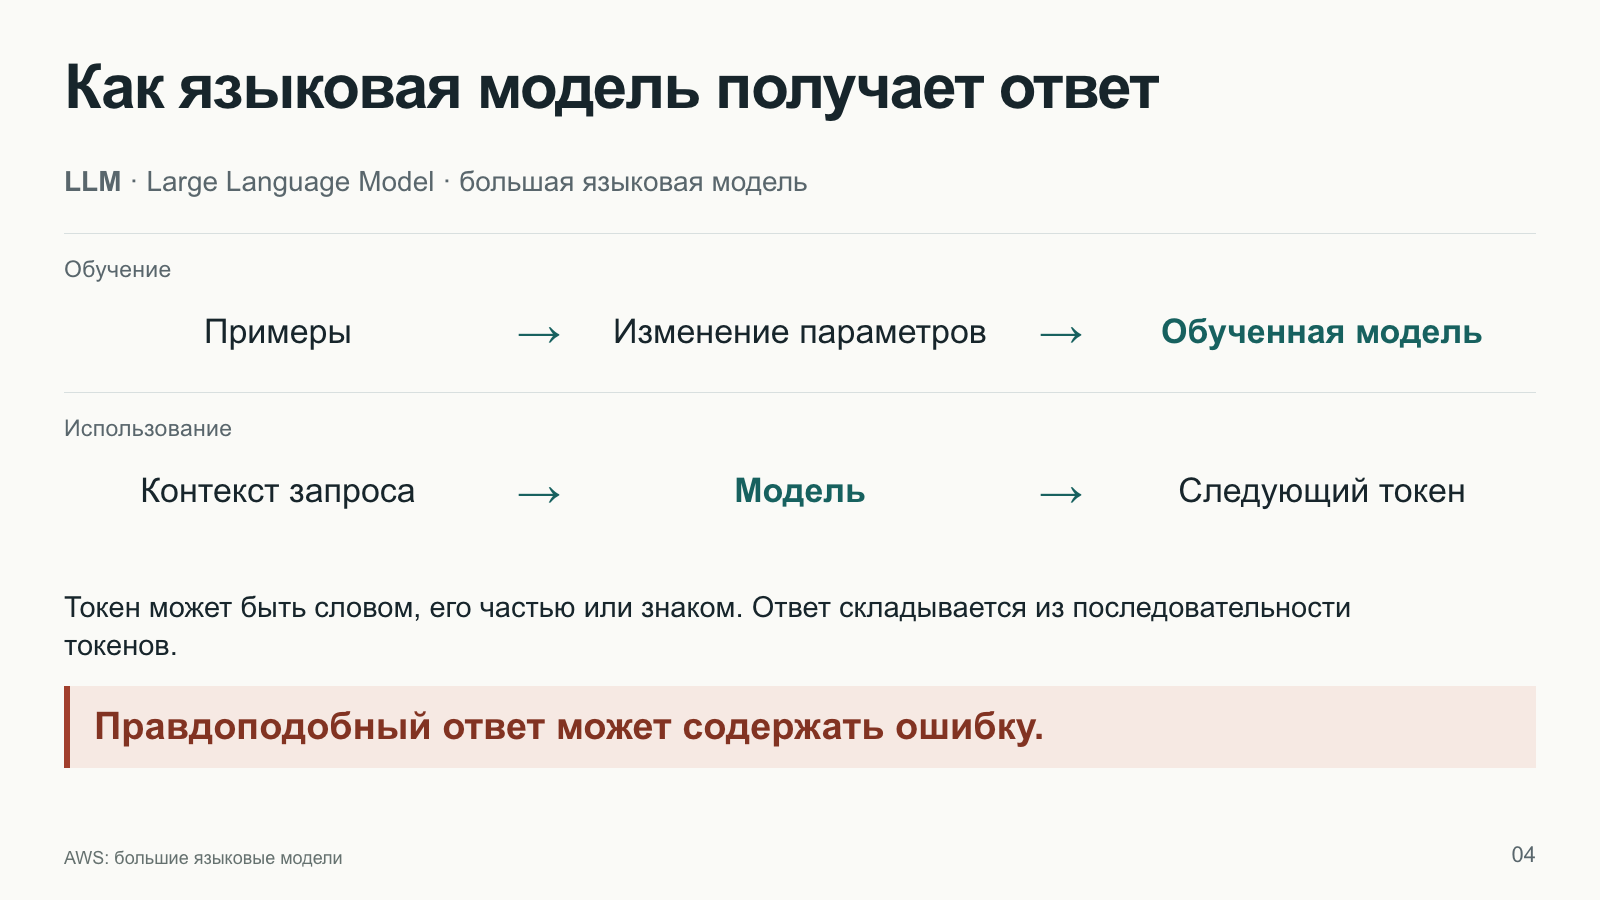 Как языковая модель получает ответ
LLM · Large Language Model · большая языковая модель
Обучение
Примеры → Изменение параметров → Обученная модель
Использование
Контекст запроса → Модель → Следующий токен
Токен может быть словом, его частью или знаком. Ответ складывается из последовательности
токенов.
Правдоподобный ответ может содержать ошибку.
AWS: большие языковые модели
04